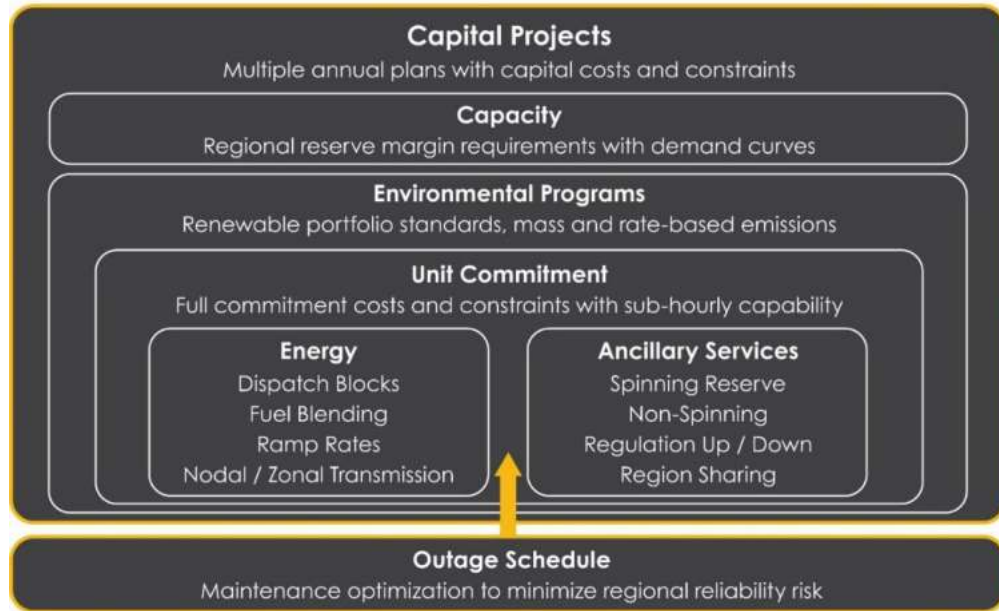 Capital Projects
Multiple annual plans with capital costs and constraints
Capacity
Regional reserve margin requirements with demand curves
Environmental Programs
Renewable portfolio standards, mass and rate-based emissions
Unit Commitment
Full commitment costs and constraints with sub-hourly capability
Energy
Dispatch Blocks
Fuel Blending
Ramp Rates
Nodal / Zonal Transmission
Ancillary Services
Spinning Reserve
Non-Spinning
Regulation Up / Down
Region Sharing
Outage Schedule
Maintenance optimization to minimize regional reliability risk